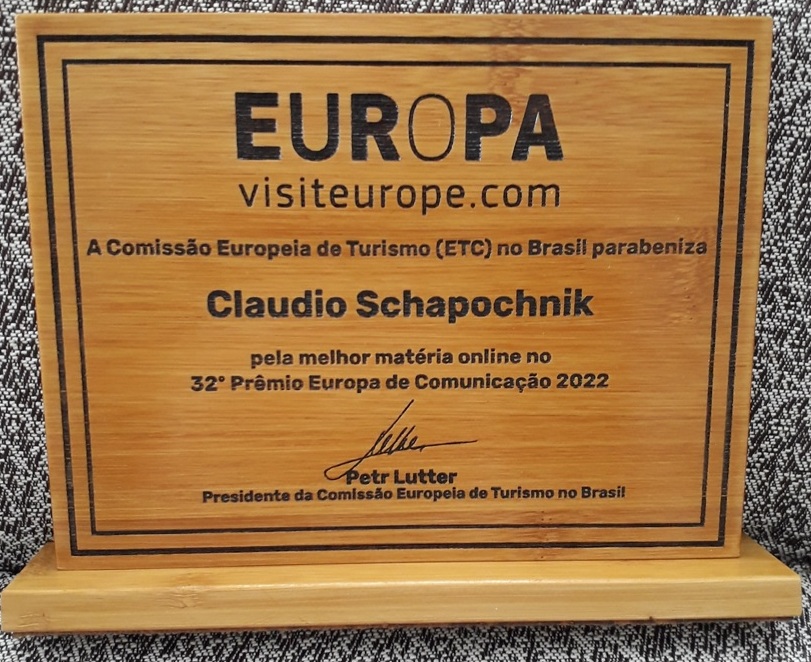 EUROPA
visiteurope.com
A Comissão Europeia de Turismo (ETC) no Brasil parabeniza
Claudio Schapochnik
pela melhor matéria online no
32° Prêmio Europa de Comunicação 2022
Petr Lutter
Presidente da Comissão Europeia de Turismo no Brasil